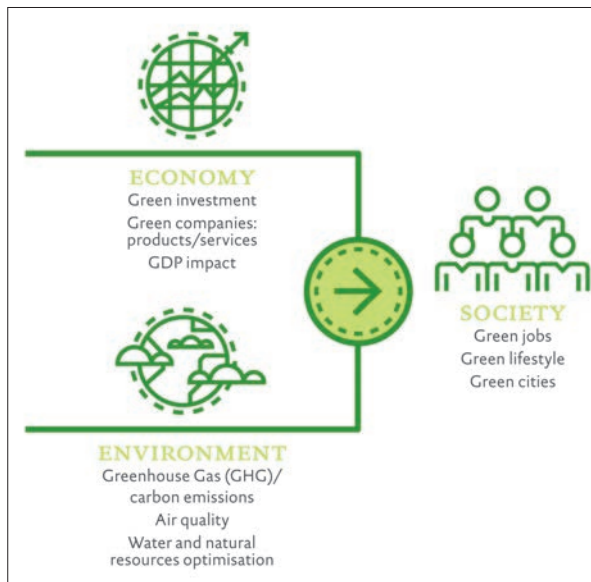 ECONOMY
Green investment
Green companies:
products/services
GDP impact
SOCIETY
Green jobs
Green lifestyle
Green cities
ENVIRONMENT
Greenhouse Gas (GHG)/
carbon emissions
Air quality
Water and natural
resources optimisation